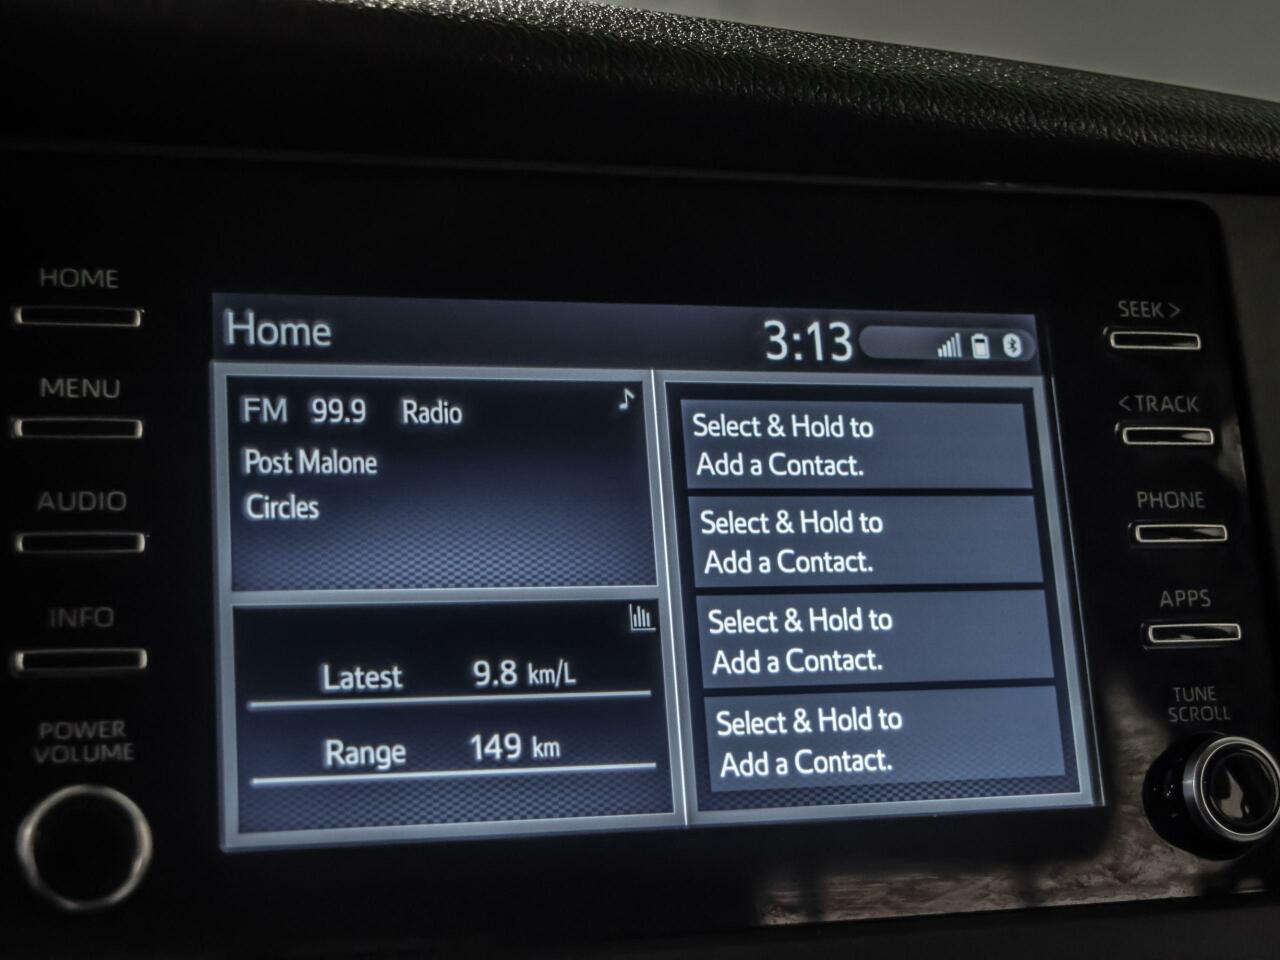 HOME
MENU
AUDIO
INFO
POWER
VOLUME
Home
3:13
FM 99.9 Radio
Post Malone
Circles
Latest 9.8 km/L
Range 149 km
Select & Hold to
Add a Contact.
Select & Hold to
Add a Contact.
Select & Hold to
Add a Contact.
Select & Hold to
Add a Contact.
SEEK >
< TRACK
PHONE
APPS
TUNE
SCROLL